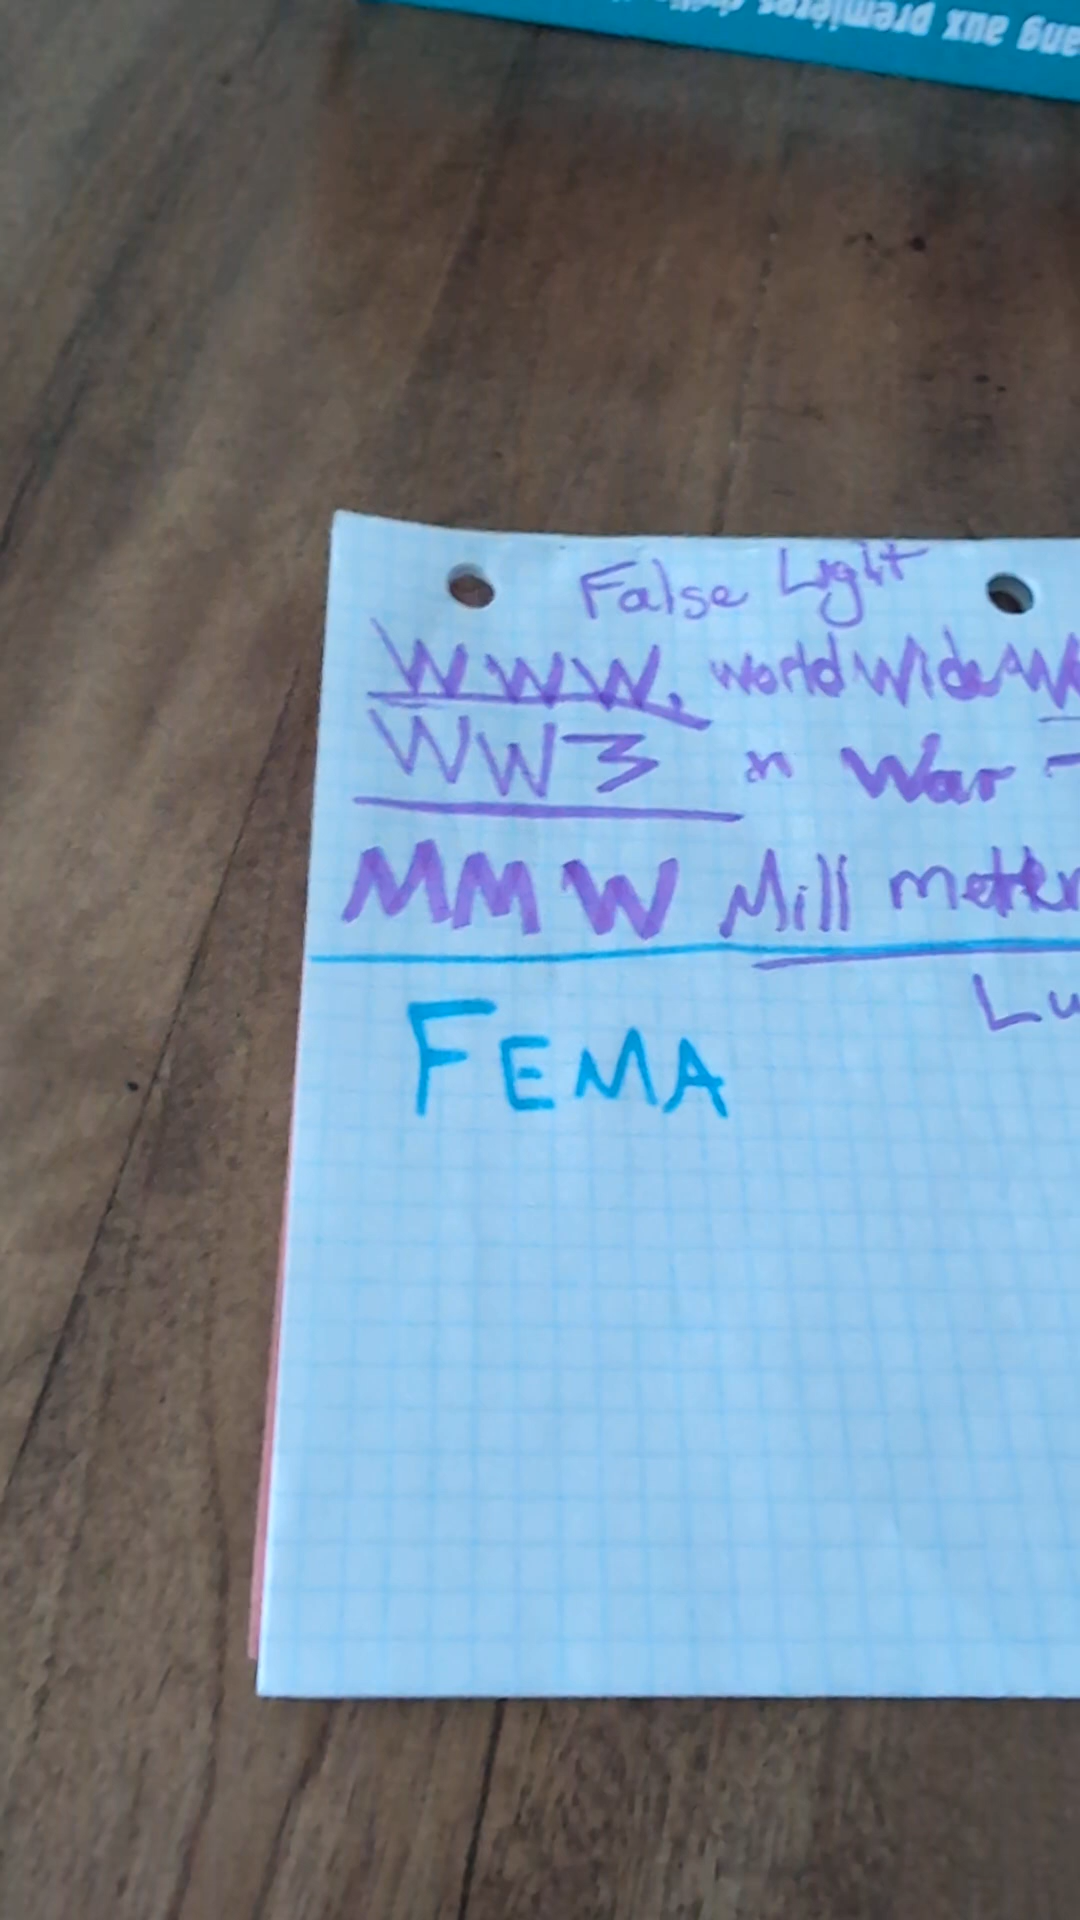 ang aux premières
False Light
WWW. World Wide
WW3 " War
MMW Mill
FEMA